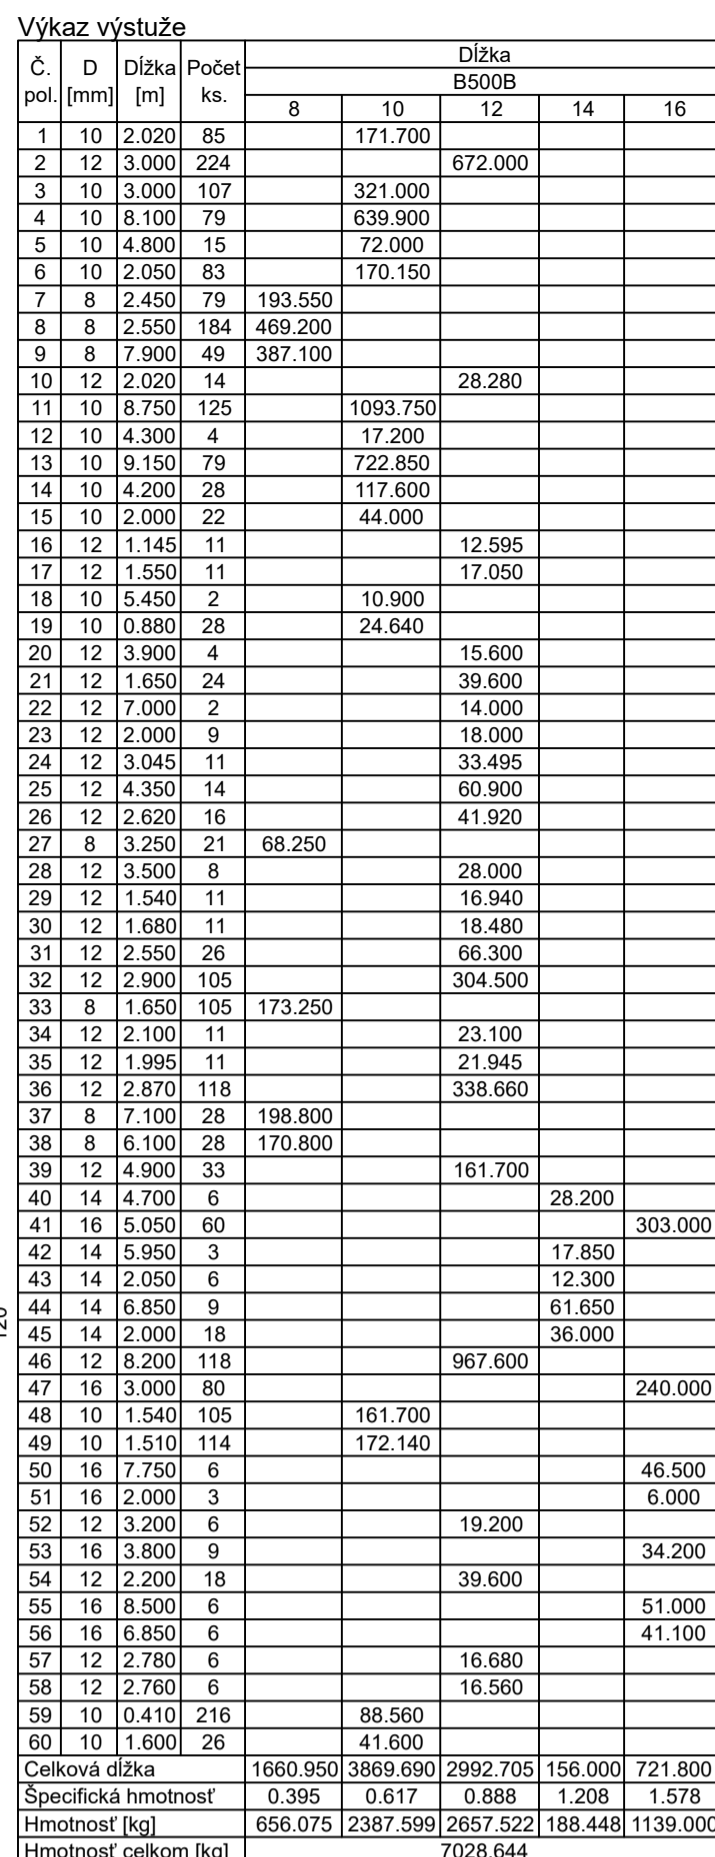 Výkaz výstuže
Č. pol. D [mm] Dĺžka [m] Počet ks. Dĺžka
B500B
8 10 12 14 16
1 10 2.020 85 171.700
2 12 3.000 224 672.000
3 10 3.000 107 321.000
4 10 8.100 79 639.900
5 10 4.800 15 72.000
6 10 2.050 83 170.150
7 8 2.450 79 193.550
8 8 2.550 184 469.200
9 8 7.900 49 387.100
10 12 2.020 14 28.280
11 10 8.750 125 1093.750
12 10 4.300 4 17.200
13 10 9.150 79 722.850
14 10 4.200 28 117.600
15 10 2.000 22 44.000
16 12 1.145 11 12.595
17 12 1.550 11 17.050
18 10 5.450 2 10.900
19 10 0.880 28 24.640
20 12 3.900 4 15.600
21 12 1.650 24 39.600
22 12 7.000 2 14.000
23 12 2.000 9 18.000
24 12 3.045 11 33.495
25 12 4.350 14 60.900
26 12 2.620 16 41.920
27 8 3.250 21 68.250
28 12 3.500 8 28.000
29 12 1.540 11 16.940
30 12 1.680 11 18.480
31 12 2.550 26 66.300
32 12 2.900 105 304.500
33 8 1.650 105 173.250
34 12 2.100 11 23.100
35 12 1.995 11 21.945
36 12 2.870 118 338.660
37 8 7.100 28 198.800
38 8 6.100 28 170.800
39 12 4.900 33 161.700
40 14 4.700 6 28.200
41 16 5.050 60 303.000
42 14 5.950 3 17.850
43 14 2.050 6 12.300
44 14 6.850 9 61.650
45 14 2.000 18 36.000
46 12 8.200 118 967.600
47 16 3.000 80 240.000
48 10 1.540 105 161.700
49 10 1.510 114 172.140
50 16 7.750 6 46.500
51 16 2.000 3 6.000
52 12 3.200 6 19.200
53 16 3.800 9 34.200
54 12 2.200 18 39.600
55 16 8.500 6 51.000
56 16 6.850 6 41.100
57 12 2.780 6 16.680
58 12 2.760 6 16.560
59 10 0.410 216 88.560
60 10 1.600 26 41.600
Celková dĺžka 1660.950 3869.690 2992.705 156.000 721.800
Špecifická hmotnosť 0.395 0.617 0.888 1.208 1.578
Hmotnosť [kg] 656.075 2387.599 2657.522 188.448 1139.000
Hmotnosť celkom [kg] 7028.644